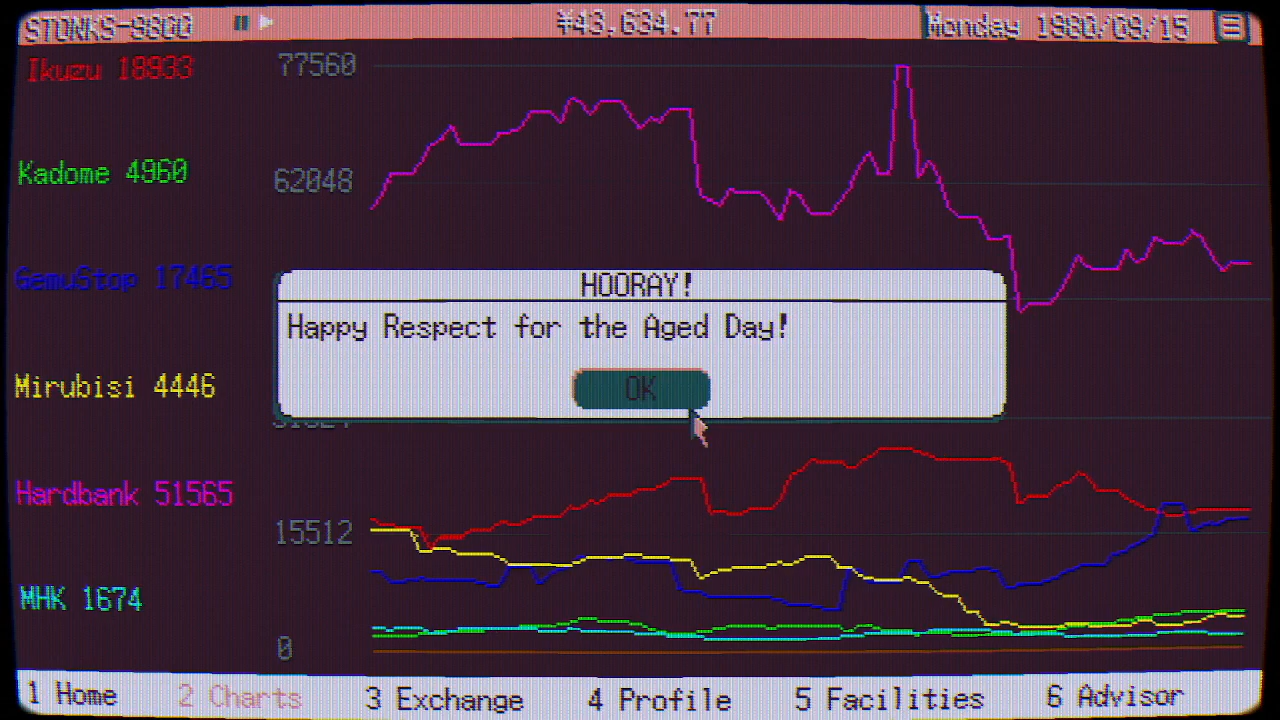 STONKS-9800
¥43,634.77
Monday 1980/09/15
Ikuzu 18933
77560
Kadome 4960
62048
GemuStop 17465
HOORAY!
Happy Respect for the Aged Day!
OK
Mirubisi 4446
Hardbank 51565
15512
MHK 1674
0
1 Home
2 Charts
3 Exchange
4 Profile
5 Facilities
6 Advisor